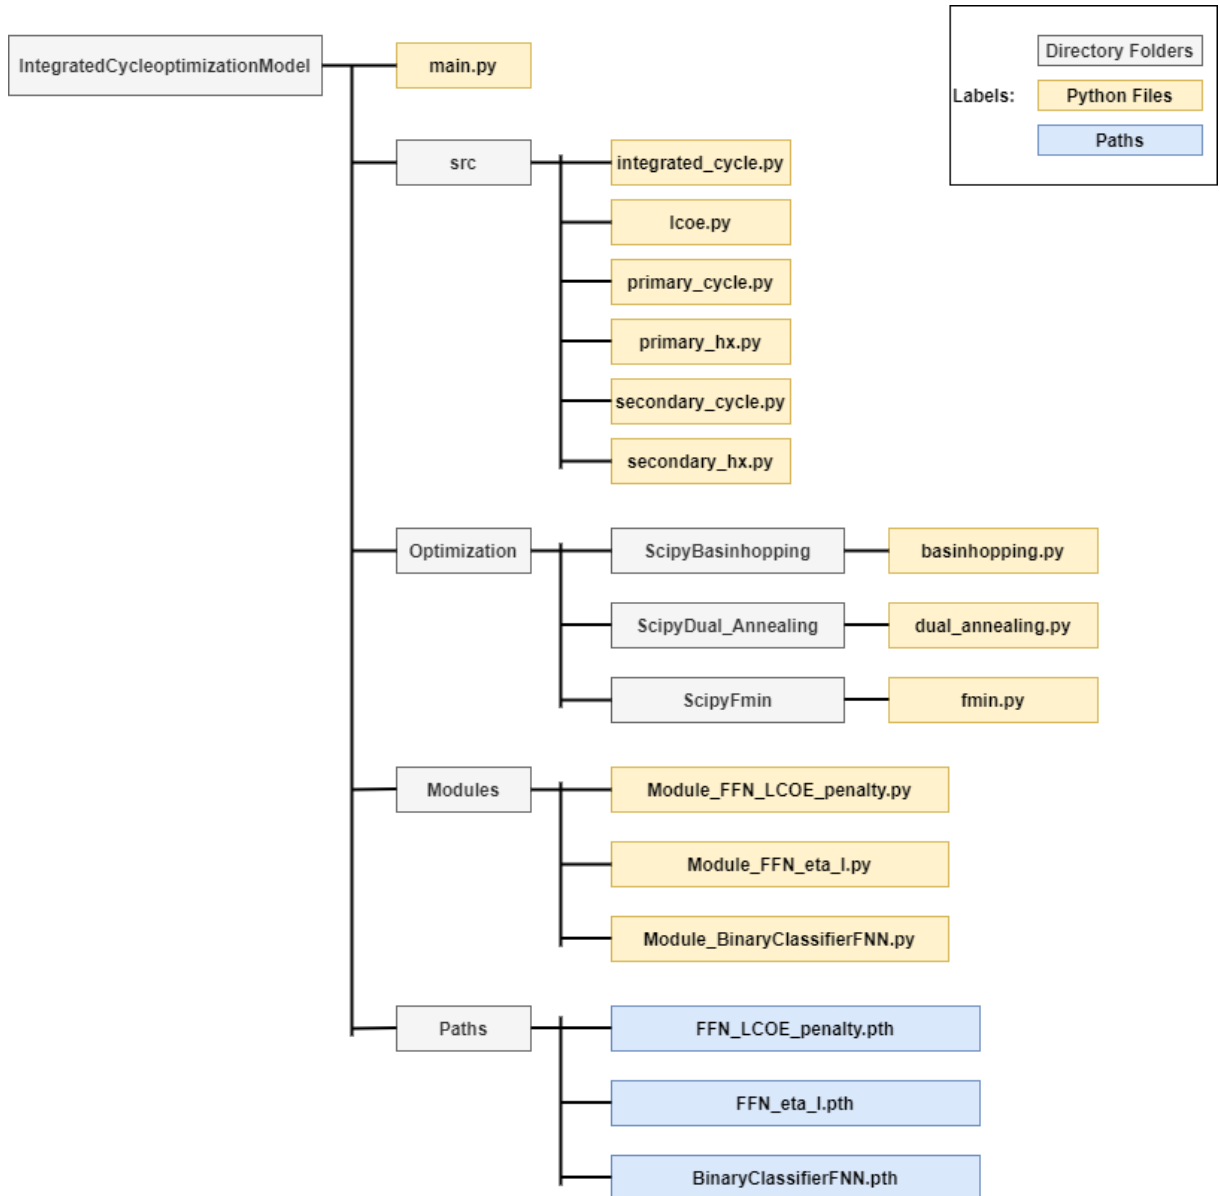 IntegratedCycleoptimizationModel
main.py
Directory Folders
Labels:
Python Files
Paths
src
integrated_cycle.py
lcoe.py
primary_cycle.py
primary_hx.py
secondary_cycle.py
secondary_hx.py
Optimization
ScipyBasinhopping
basinhopping.py
ScipyDual_Annealing
dual_annealing.py
ScipyFmin
fmin.py
Modules
Module_FFN_LCOE_penalty.py
Module_FFN_eta_I.py
Module_BinaryClassifierFNN.py
Paths
FFN_LCOE_penalty.pth
FFN_eta_I.pth
BinaryClassifierFNN.pth